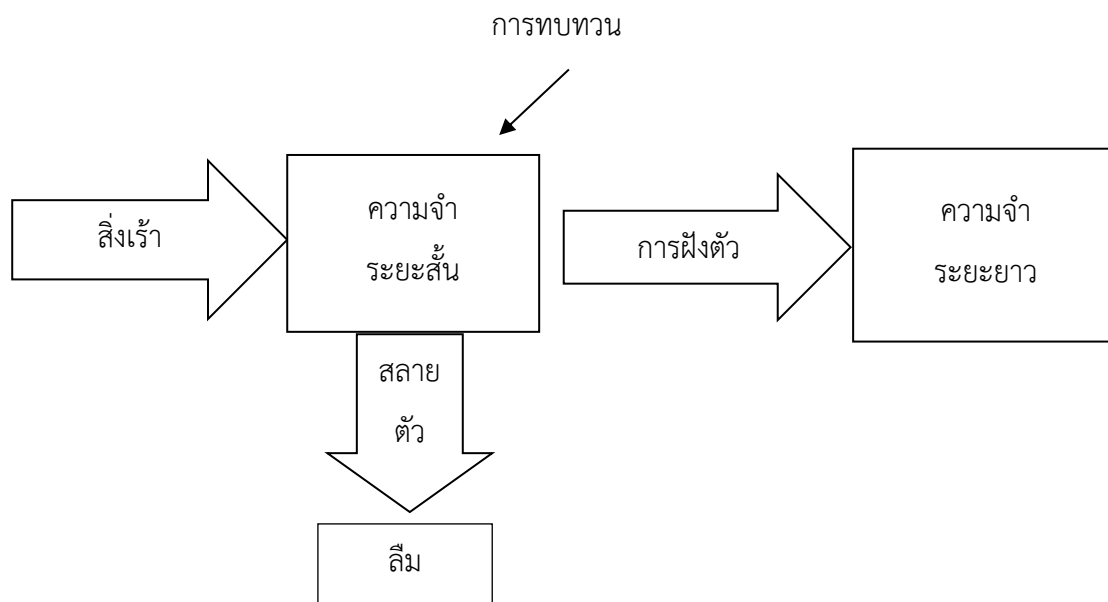 การทบทวน
สิ่งเร้า
ความจำ
ระยะสั้น
การฝังตัว
ความจำ
ระยะยาว
สลาย
ตัว
ลืม